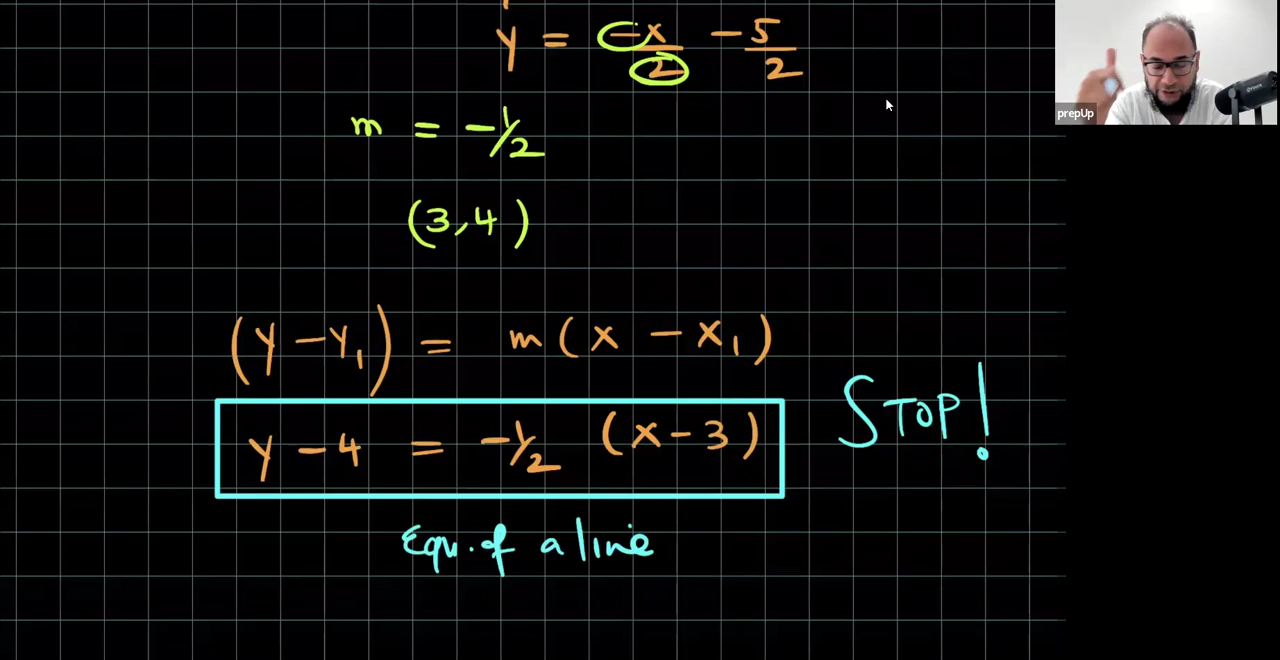 y = -x/2 - 5/2
prepUp
m = -1/2
(3,4)
(y - y₁) = m(x - x₁)
y - 4 = -1/2 (x - 3)
STOP!
Equ. of a line